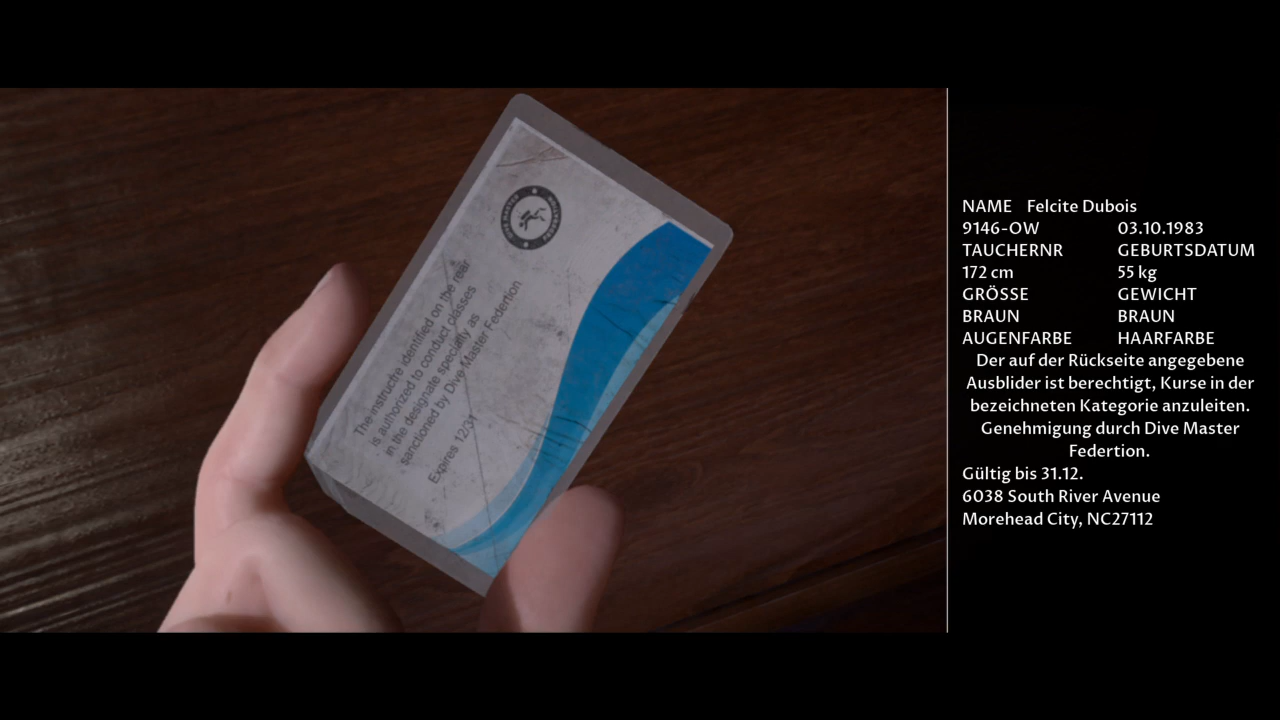 The instructre identified on the rear
is authorized to conduct classes
in the designate specialty as
sanctioned by Dive Master Federtion
Expires 12/31
NAME Felcite Dubois
9146-OW 03.10.1983
TAUCHERNR GEBURTSDATUM
172 cm 55 kg
GRÖSSE GEWICHT
BRAUN BRAUN
AUGENFARBE HAARFARBE
Der auf der Rückseite angegebene
Ausblider ist berechtigt, Kurse in der
bezeichneten Kategorie anzuleiten.
Genehmigung durch Dive Master
Federtion.
Gültig bis 31.12.
6038 South River Avenue
Morehead City, NC27112